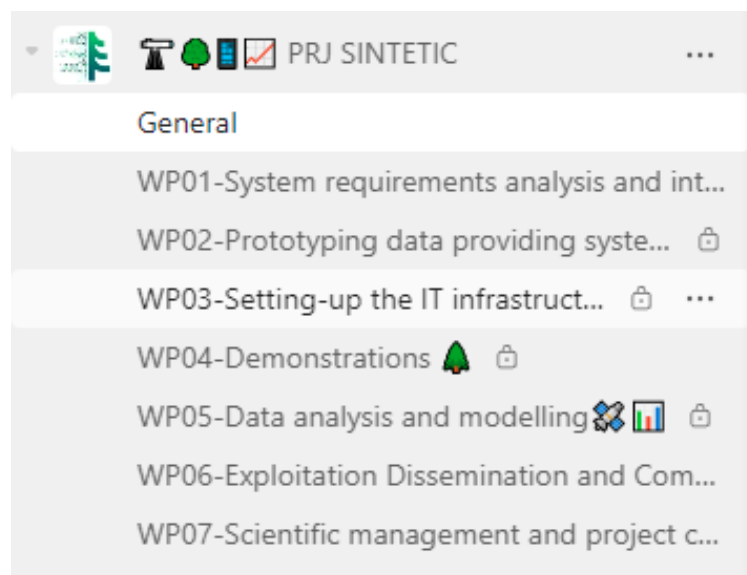 PRJ SINTETIC
General
WP01-System requirements analysis and int...
WP02-Prototyping data providing syste...
WP03-Setting-up the IT infrastruct...
WP04-Demonstrations
WP05-Data analysis and modelling
WP06-Exploitation Dissemination and Com...
WP07-Scientific management and project c...